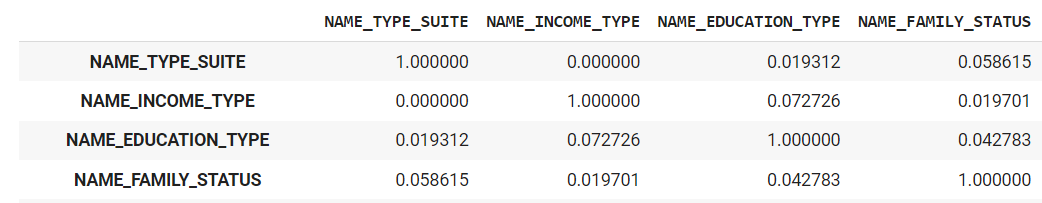 NAME_TYPE_SUITE NAME_INCOME_TYPE NAME_EDUCATION_TYPE NAME_FAMILY_STATUS
NAME_TYPE_SUITE 1.000000 0.000000 0.019312 0.058615
NAME_INCOME_TYPE 0.000000 1.000000 0.072726 0.019701
NAME_EDUCATION_TYPE 0.019312 0.072726 1.000000 0.042783
NAME_FAMILY_STATUS 0.058615 0.019701 0.042783 1.000000